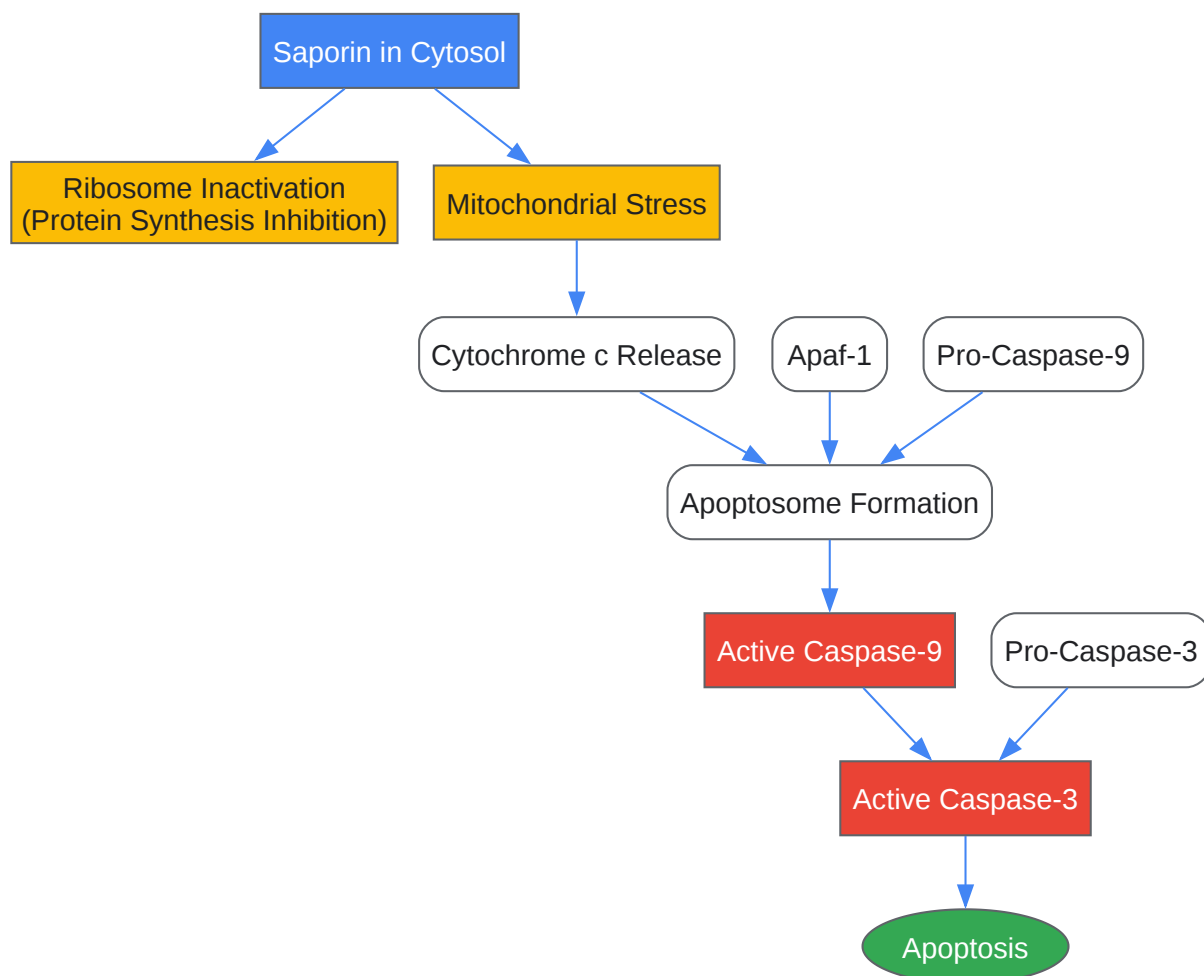 Saporin in Cytosol
Ribosome Inactivation
(Protein Synthesis Inhibition)
Mitochondrial Stress
Cytochrome c Release
Apaf-1
Pro-Caspase-9
Apoptosome Formation
Active Caspase-9
Pro-Caspase-3
Active Caspase-3
Apoptosis